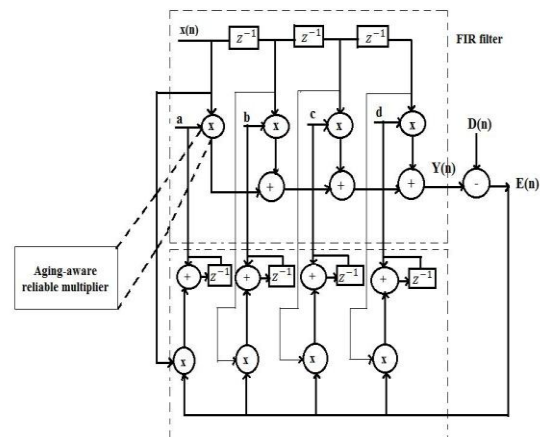 x(n)
z⁻¹ z⁻¹ z⁻¹
FIR filter
a x b x c x d x
D(n)
+ + + Y(n) - E(n)
Aging-aware
reliable multiplier
+ z⁻¹ + z⁻¹ + z⁻¹ + z⁻¹
x x x x